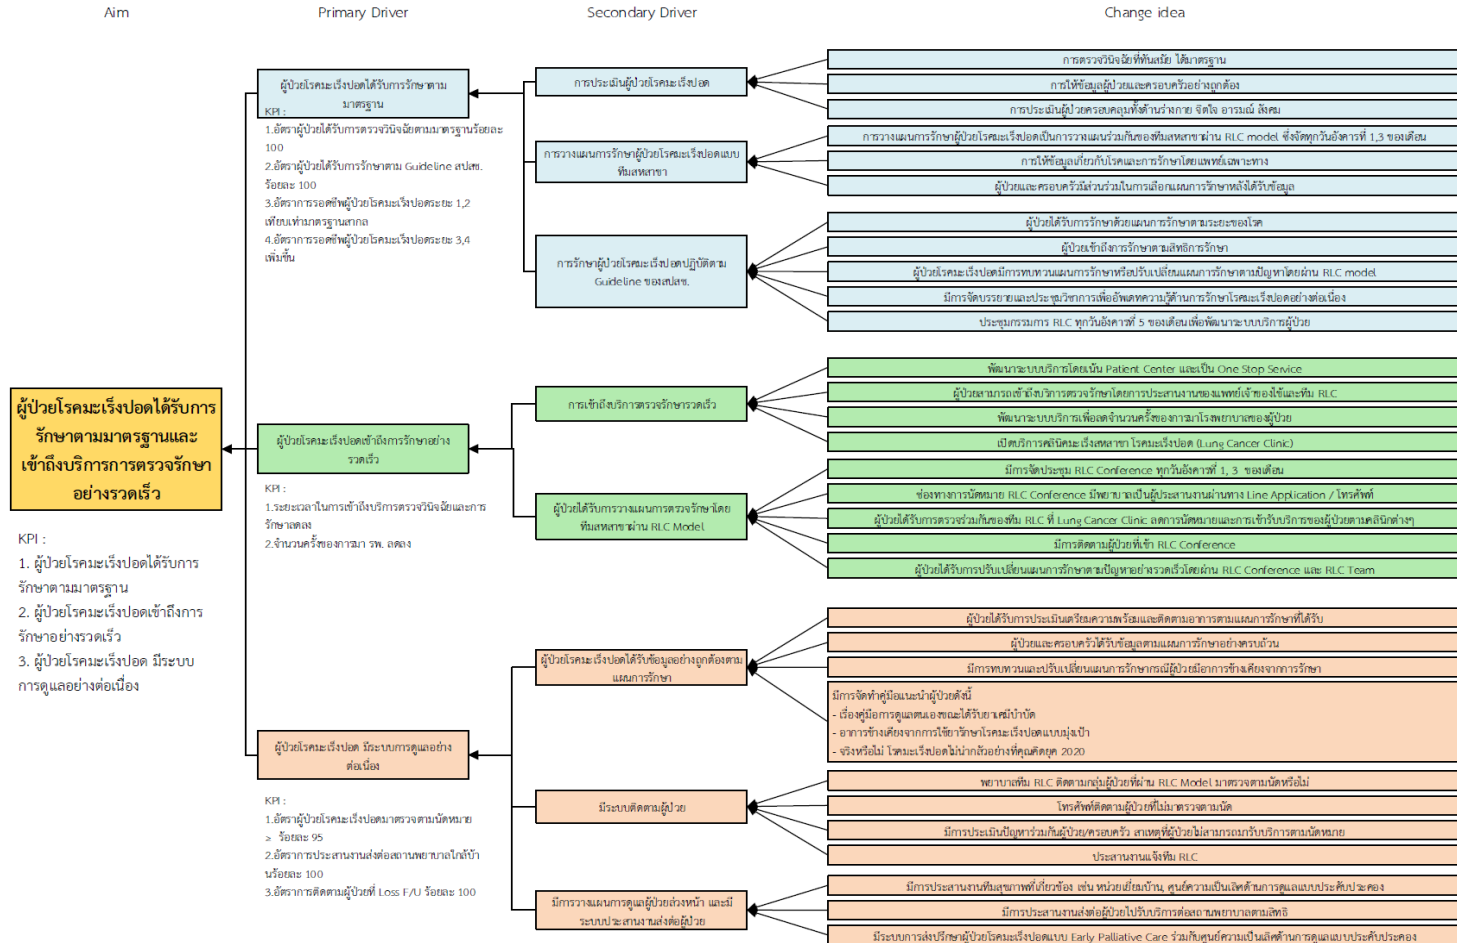 Aim
Primary Driver
Secondary Driver
Change idea
ผู้ป่วยโรคมะเร็งปอดได้รับการ
รักษาตามมาตรฐานและ
เข้าถึงบริการการตรวจรักษา
อย่างรวดเร็ว
KPI :
1. ผู้ป่วยโรคมะเร็งปอดได้รับการ
รักษาตามมาตรฐาน
2. ผู้ป่วยโรคมะเร็งปอดเข้าถึงการ
รักษาอย่างรวดเร็ว
3. ผู้ป่วยโรคมะเร็งปอด มีระบบ
การดูแลอย่างต่อเนื่อง
ผู้ป่วยโรคมะเร็งปอดได้รับการรักษาตาม
มาตรฐาน
KPI :
1.อัตราผู้ป่วยได้รับการตรวจวินิจฉัยตามมาตรฐานร้อยละ
100
2.อัตราผู้ป่วยได้รับการรักษาตาม Guideline สปสช.
ร้อยละ 100
3.อัตราการรอดชีพผู้ป่วยโรคมะเร็งปอดระยะ 1,2
เทียบเท่ามาตรฐานสากล
4.อัตราการรอดชีพผู้ป่วยโรคมะเร็งปอดระยะ 3,4
เพิ่มขึ้น
การประเมินผู้ป่วยโรคมะเร็งปอด
การตรวจวินิจฉัยที่ทันสมัย ได้มาตรฐาน
การให้ข้อมูลผู้ป่วยและครอบครัวอย่างถูกต้อง
การประเมินผู้ป่วยครอบคลุมทั้งด้านร่างกาย จิตใจ อารมณ์ สังคม
การวางแผนการรักษาผู้ป่วยโรคมะเร็งปอดแบบ
ทีมสหสาขา
การวางแผนการรักษาผู้ป่วยโรคมะเร็งปอดเป็นการวางแผนร่วมกันของทีมสหสาขาผ่าน RLC model ซึ่งจัดทุกวันอังคารที่ 1,3 ของเดือน
การให้ข้อมูลเกี่ยวกับโรคและการรักษาโดยแพทย์เฉพาะทาง
ผู้ป่วยและครอบครัวมีส่วนร่วมในการเลือกแผนการรักษาหลังได้รับข้อมูล
การรักษาผู้ป่วยโรคมะเร็งปอดปฏิบัติตาม
Guideline ของสปสช.
ผู้ป่วยได้รับการรักษาด้วยแผนการรักษาตามระยะของโรค
ผู้ป่วยเข้าถึงการรักษาตามสิทธิการรักษา
ผู้ป่วยโรคมะเร็งปอดมีการทบทวนแผนการรักษาหรือปรับเปลี่ยนแผนการรักษาตามปัญหาโดยผ่าน RLC model
มีการจัดบรรยายและประชุมวิชาการเพื่ออัพเดทความรู้ด้านการรักษาโรคมะเร็งปอดอย่างต่อเนื่อง
ประชุมกรรมการ RLC ทุกวันอังคารที่ 5 ของเดือนเพื่อพัฒนาระบบบริการผู้ป่วย
ผู้ป่วยโรคมะเร็งปอดเข้าถึงการรักษาอย่าง
รวดเร็ว
KPI :
1.ระยะเวลาในการเข้าถึงบริการตรวจวินิจฉัยและการ
รักษาลดลง
2.จำนวนครั้งของการมา รพ. ลดลง
การเข้าถึงบริการตรวจรักษารวดเร็ว
พัฒนาระบบบริการโดยเน้น Patient Center และเป็น One Stop Service
ผู้ป่วยสามารถเข้าถึงบริการตรวจรักษาโดยการประสานงานของแพทย์เจ้าของไข้และทีม RLC
พัฒนาระบบบริการเพื่อลดจำนวนครั้งของการมาโรงพยาบาลของผู้ป่วย
เปิดบริการคลินิคมะเร็งสหสาขา โรคมะเร็งปอด (Lung Cancer Clinic)
ผู้ป่วยได้รับการวางแผนการตรวจรักษาโดย
ทีมสหสาขาผ่าน RLC Model
มีการจัดประชุม RLC Conference ทุกวันอังคารที่ 1, 3 ของเดือน
ช่องทางการนัดหมาย RLC Conference มีพยาบาลเป็นผู้ประสานงานผ่านทาง Line Application / โทรศัพท์
ผู้ป่วยได้รับการตรวจร่วมกันของทีม RLC ที่ Lung Cancer Clinic ลดการนัดหมายและการเข้ารับบริการของผู้ป่วยตามคลินิกต่างๆ
มีการติดตามผู้ป่วยที่เข้า RLC Conference
ผู้ป่วยได้รับการปรับเปลี่ยนแผนการรักษาตามปัญหาอย่างรวดเร็วโดยผ่าน RLC Conference และ RLC Team
ผู้ป่วยโรคมะเร็งปอด มีระบบการดูแลอย่าง
ต่อเนื่อง
KPI :
1.อัตราผู้ป่วยโรคมะเร็งปอดมาตรวจตามนัดหมาย
≥ ร้อยละ 95
2.อัตราการประสานงานส่งต่อสถานพยาบาลใกล้บ้า
นร้อยละ 100
3.อัตราการติดตามผู้ป่วยที่ Loss F/U ร้อยละ 100
ผู้ป่วยโรคมะเร็งปอดได้รับข้อมูลอย่างถูกต้องตาม
แผนการรักษา
ผู้ป่วยได้รับการประเมินเตรียมความพร้อมและติดตามอาการตามแผนการรักษาที่ได้รับ
ผู้ป่วยและครอบครัวได้รับข้อมูลตามแผนการรักษาอย่างครบถ้วน
มีการทบทวนและปรับเปลี่ยนแผนการรักษากรณีผู้ป่วยมีอาการข้างเคียงจากการรักษา
มีการจัดทำคู่มือแนะนำผู้ป่วยดังนี้
- เรื่องคู่มือการดูแลตนเองขณะได้รับยาเคมีบำบัด
- อาการข้างเคียงจากการใช้ยารักษาโรคมะเร็งปอดแบบมุ่งเป้า
- จริงหรือไม่ โรคมะเร็งปอดไม่น่ากลัวอย่างที่คุณคิดยุค 2020
มีระบบติดตามผู้ป่วย
พยาบาลทีม RLC ติดตามกลุ่มผู้ป่วยที่ผ่าน RLC Model มาตรวจตามนัดหรือไม่
โทรศัพท์ติดตามผู้ป่วยที่ไม่มาตรวจตามนัด
มีการประเมินปัญหาร่วมกับผู้ป่วย/ครอบครัว สาเหตุที่ผู้ป่วยไม่สามารถมารับบริการตามนัดหมาย
ประสานงานแจ้งทีม RLC
มีการวางแผนการดูแลผู้ป่วยล่วงหน้า และมี
ระบบประสานงานส่งต่อผู้ป่วย
มีการประสานงานทีมสุขภาพที่เกี่ยวข้อง เช่น หน่วยเยี่ยมบ้าน, ศูนย์ความเป็นเลิศด้านการดูแลแบบประคับประคอง
มีการประสานงานส่งต่อผู้ป่วยไปรับบริการต่อสถานพยาบาลตามสิทธิ
มีระบบการส่งปรึกษาผู้ป่วยโรคมะเร็งปอดแบบ Early Palliative Care ร่วมกับศูนย์ความเป็นเลิศด้านการดูแลแบบประคับประคอง